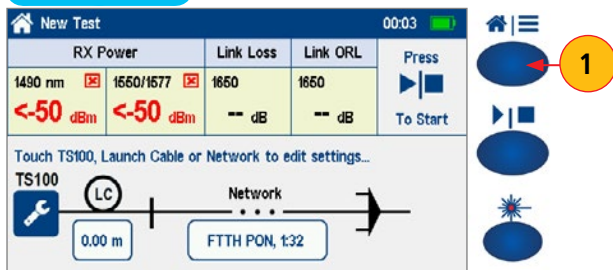 New Test 00:03
RX Power Link Loss Link ORL Press
1490 nm 1550/1577 1650 1650
<-50 dBm <-50 dBm -- dB -- dB To Start
Touch TS100, Launch Cable or Network to edit settings...
TS100
LC Network
0.00 m FTTH PON, 1:32
1